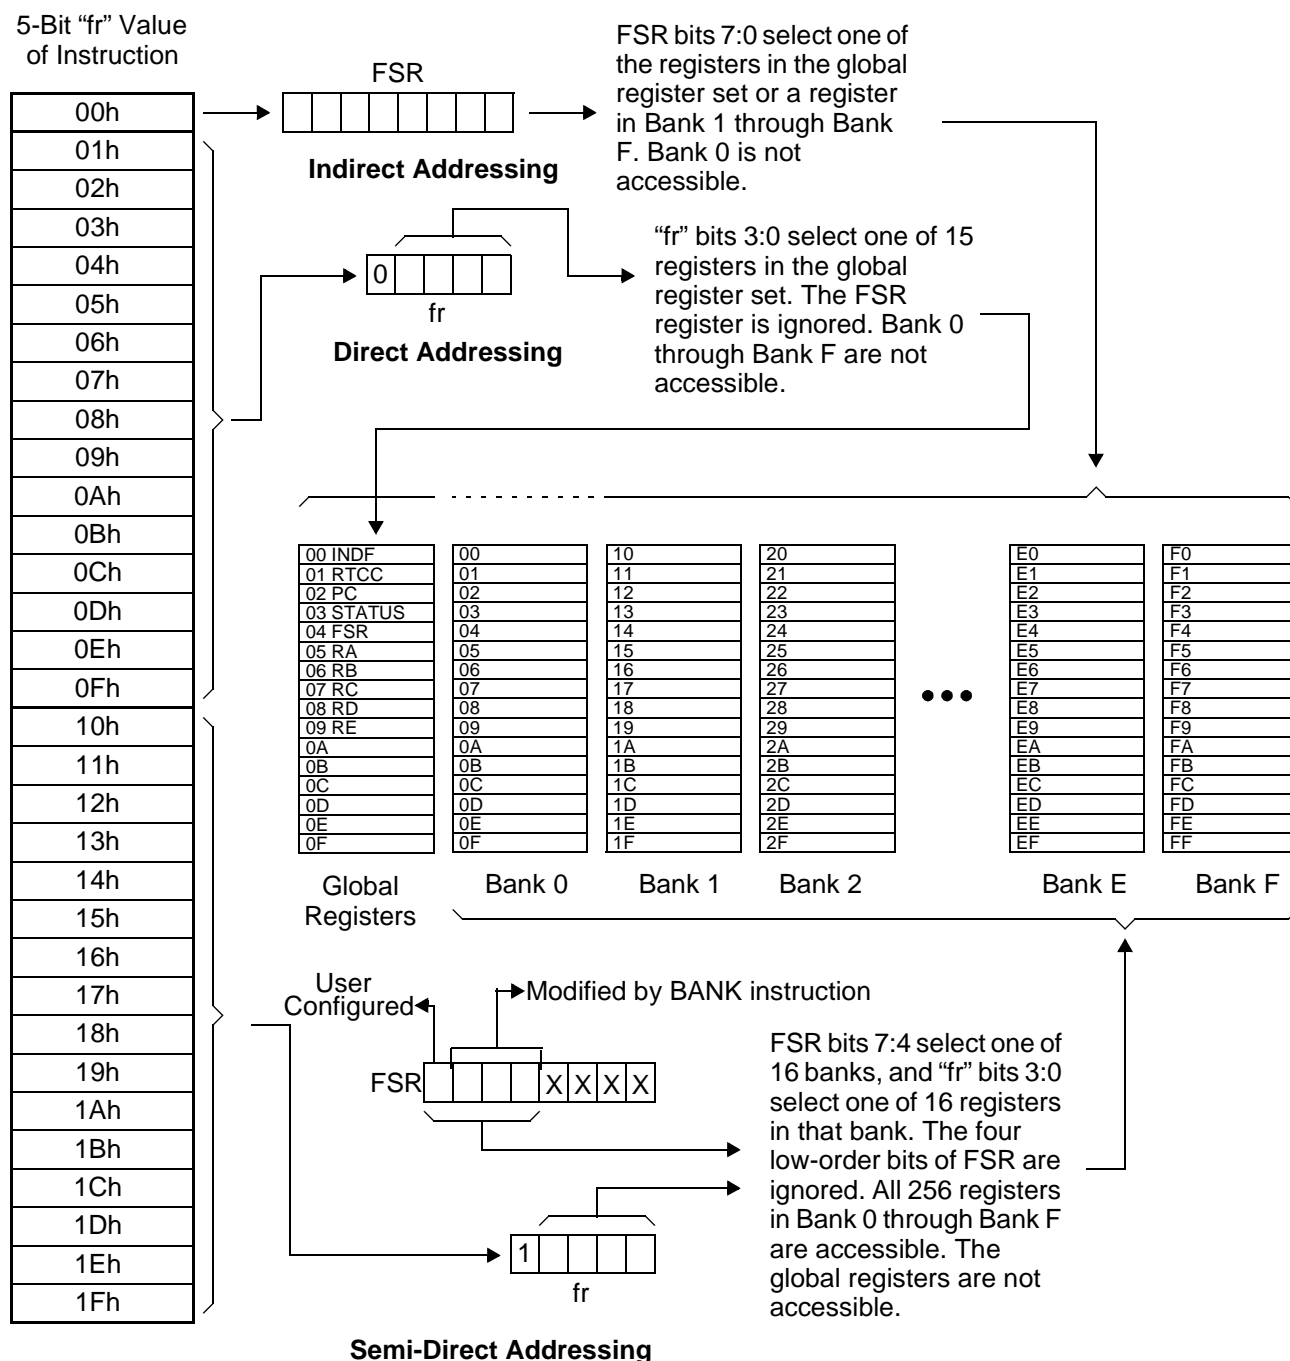 5-Bit “fr” Value
of Instruction
00h
01h
02h
03h
04h
05h
06h
07h
08h
09h
0Ah
0Bh
0Ch
0Dh
0Eh
0Fh
10h
11h
12h
13h
14h
15h
16h
17h
18h
19h
1Ah
1Bh
1Ch
1Dh
1Eh
1Fh
FSR
Indirect Addressing
FSR bits 7:0 select one of
the registers in the global
register set or a register
in Bank 1 through Bank
F. Bank 0 is not
accessible.
0
fr
Direct Addressing
“fr” bits 3:0 select one of 15
registers in the global
register set. The FSR
register is ignored. Bank 0
through Bank F are not
accessible.
00 INDF
01 RTCC
02 PC
03 STATUS
04 FSR
05 RA
06 RB
07 RC
08 RD
09 RE
0A
0B
0C
0D
0E
0F
Global
Registers
00
01
02
03
04
05
06
07
08
09
0A
0B
0C
0D
0E
0F
Bank 0
10
11
12
13
14
15
16
17
18
19
1A
1B
1C
1D
1E
1F
Bank 1
20
21
22
23
24
25
26
27
28
29
2A
2B
2C
2D
2E
2F
Bank 2
E0
E1
E2
E3
E4
E5
E6
E7
E8
E9
EA
EB
EC
ED
EE
EF
Bank E
F0
F1
F2
F3
F4
F5
F6
F7
F8
F9
FA
FB
FC
FD
FE
FF
Bank F
User
Configured
Modified by BANK instruction
FSR
X X X X
1
fr
Semi-Direct Addressing
FSR bits 7:4 select one of
16 banks, and “fr” bits 3:0
select one of 16 registers
in that bank. The four
low-order bits of FSR are
ignored. All 256 registers
in Bank 0 through Bank F
are accessible. The
global registers are not
accessible.